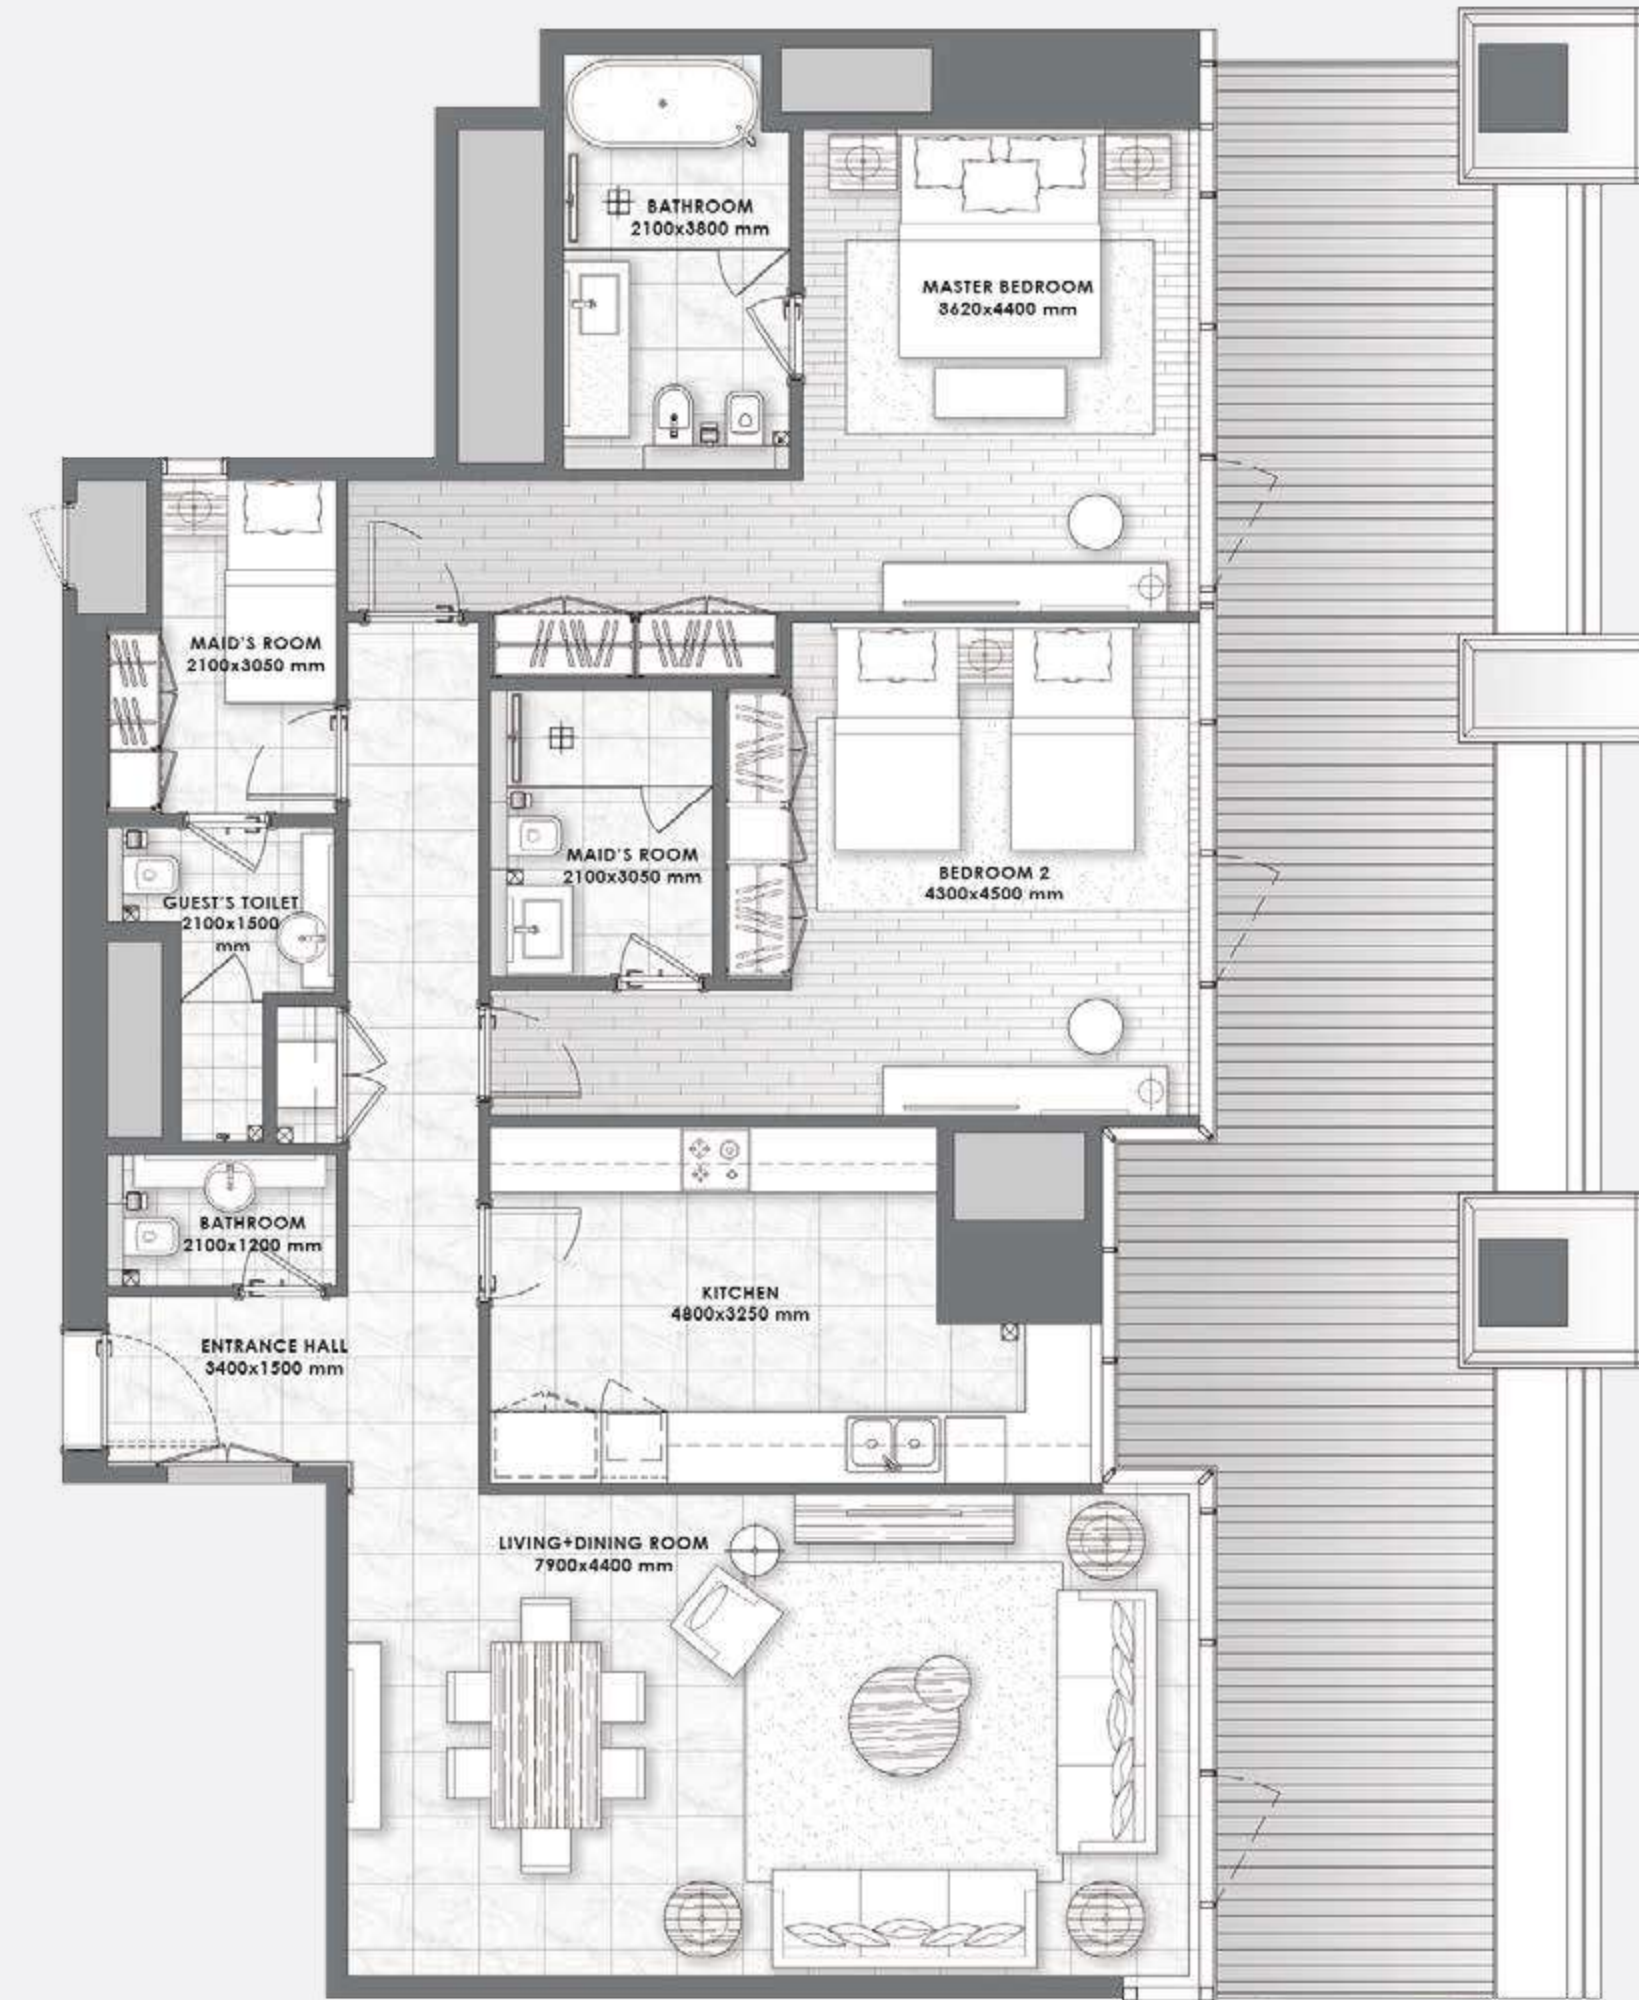 BATHROOM
2100x3800 mm
MASTER BEDROOM
3620x4400 mm
MAID'S ROOM
2100x3050 mm
MAID'S ROOM
2100x3050 mm
BEDROOM 2
4300x4500 mm
GUEST'S TOILET
2100x1500
mm
BATHROOM
2100x1200 mm
KITCHEN
4800x3250 mm
ENTRANCE HALL
3400x1500 mm
LIVING+DINING ROOM
7900x4400 mm